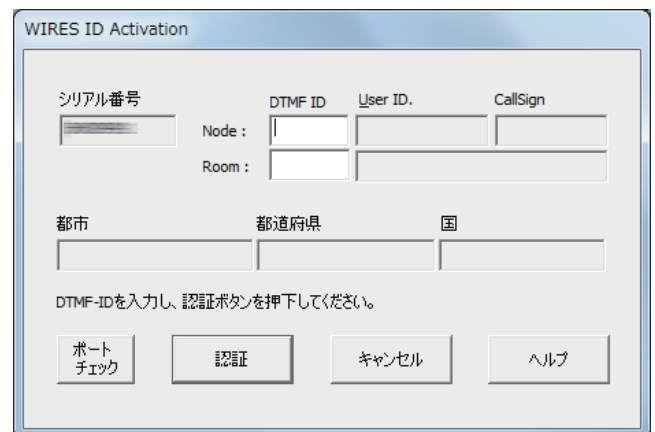 WIRES ID Activation
シリアル番号 DTMF ID User ID. CallSign
Node :
Room :
都市 都道府県 国
DTMF-IDを入力し、認証ボタンを押下してください。
ポート
チェック 認証 キャンセル ヘルプ